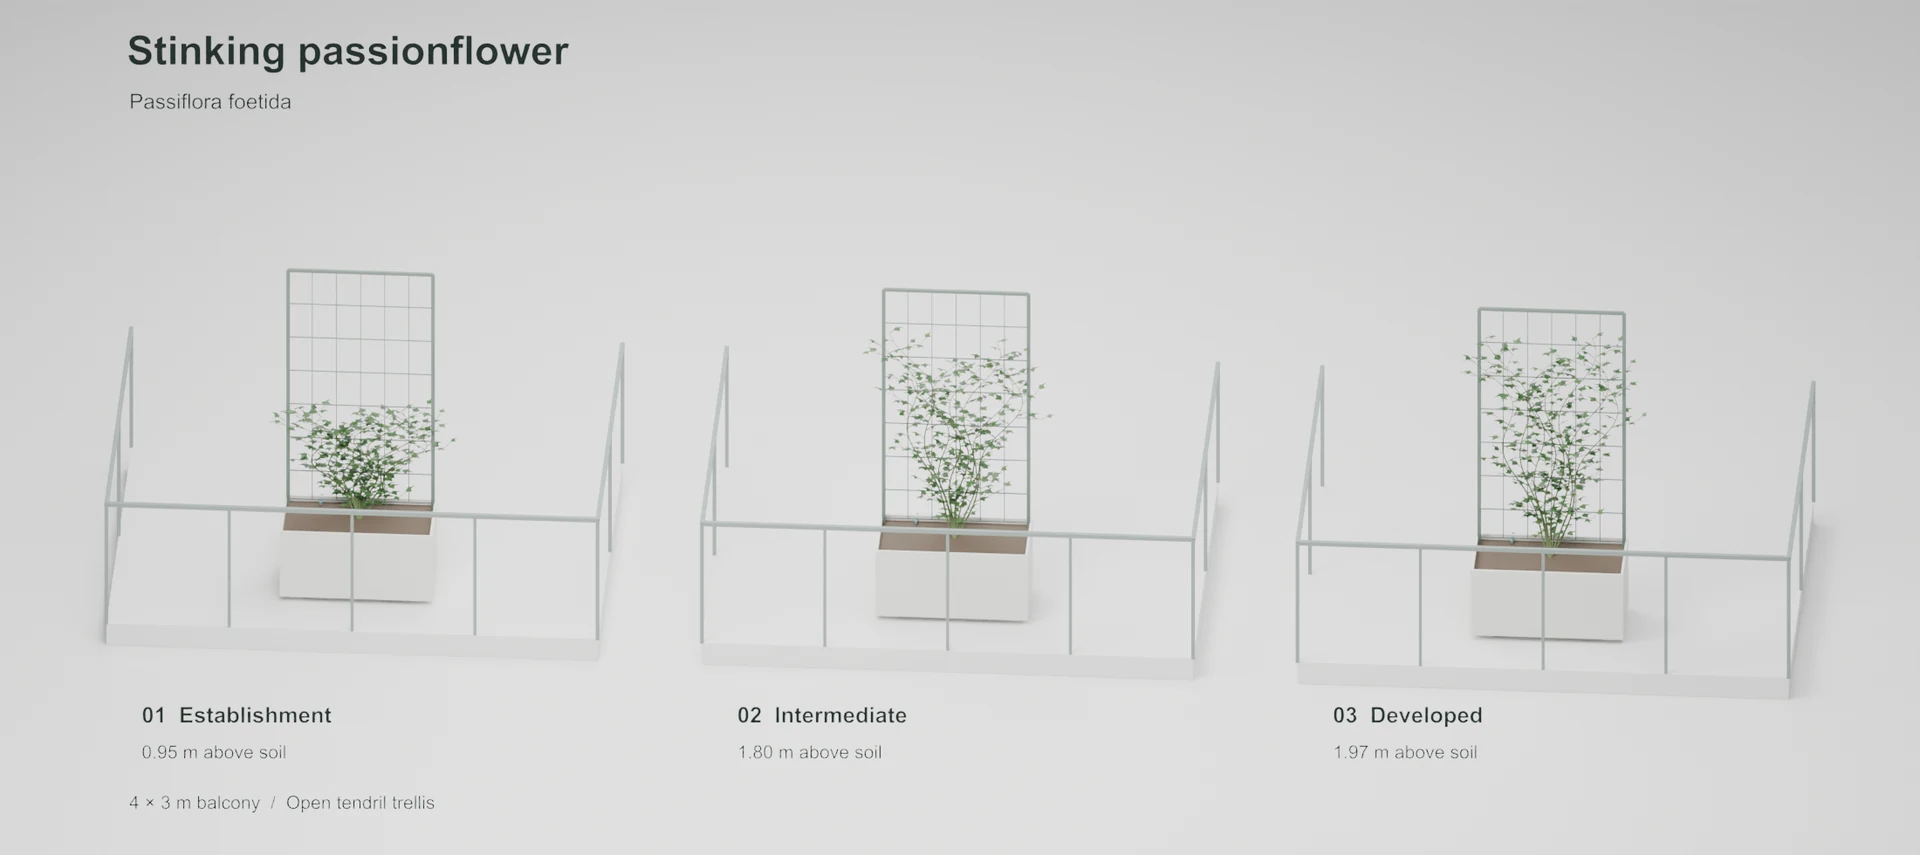 Stinking passionflower
Passiflora foetida
01 Establishment
0.95 m above soil
02 Intermediate
1.80 m above soil
03 Developed
1.97 m above soil
4 × 3 m balcony / Open tendril trellis